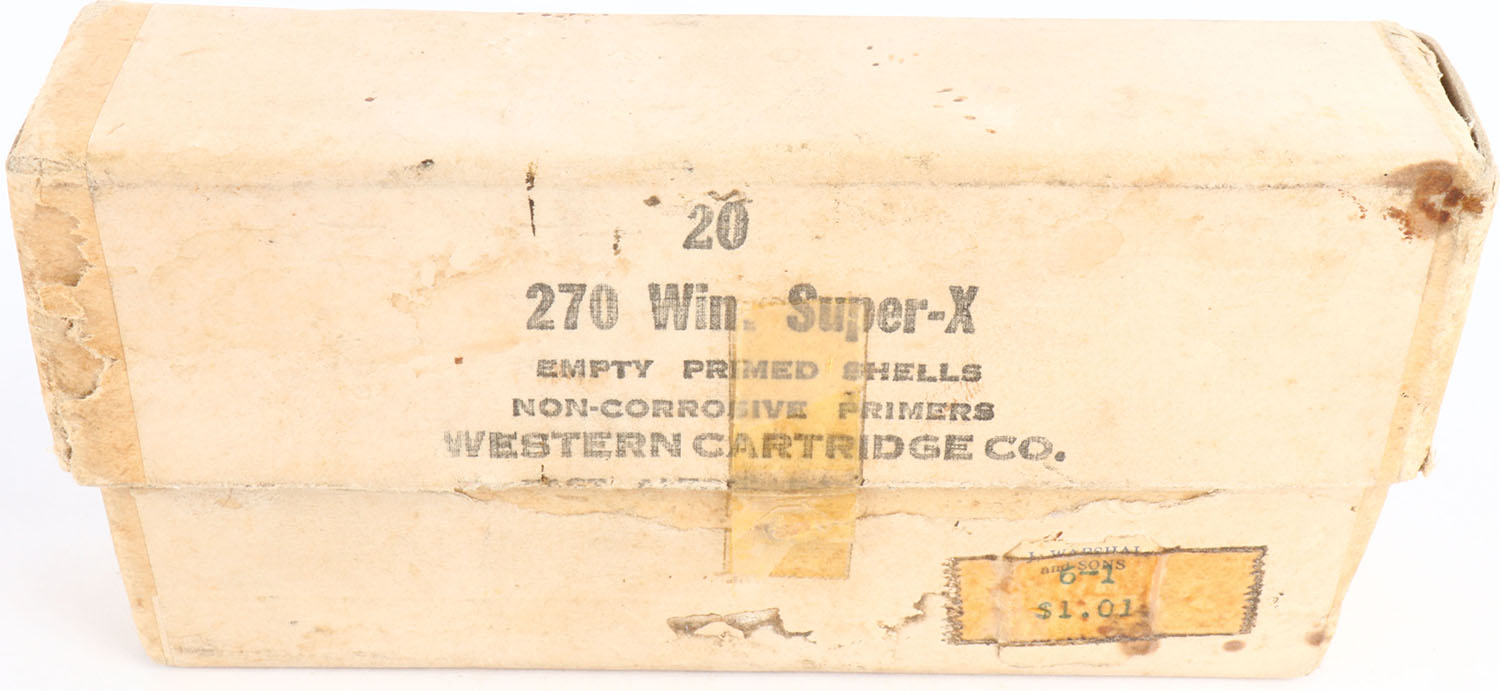 20
270 Win. Super-X
EMPTY PRIMED SHELLS
NON-CORROSIVE PRIMERS
WESTERN CARTRIDGE CO.
EAST
and SONS
6-1
$1.01